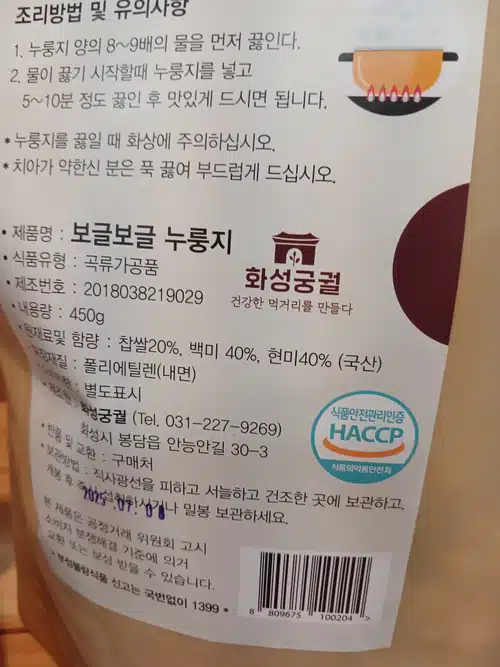 조리방법 및 유의사항
1. 누룽지 양의 8~9배의 물을 먼저 끓인다.
2. 물이 끓기 시작할때 누룽지를 넣고
5~10분 정도 끓인 후 맛있게 드시면 됩니다.
* 누룽지를 끓일 때 화상에 주의하십시오.
* 치아가 약한신 분은 푹 끓여 부드럽게 드십시오.
• 제품명 : 보글보글 누룽지
• 식품유형 : 곡류가공품
• 제조번호 : 2018038219029
• 내용량 : 450g
화성궁궐
건강한 먹거리를 만들다
원재료및 함량 : 찹쌀20%, 백미 40%, 현미40% (국산)
: 폴리에틸렌(내면)
: 별도표시
화성궁궐 (Tel. 031-227-9269)
화성시 봉담읍 안능안길 30-3
• 반품 및 교환 : 구매처
• 보관방법 : 직사광선을 피하고 서늘하고 건조한 곳에 보관하고,
개봉 후 즉시 섭취하시거나 밀봉 보관하세요.
본 제품은 공정거래 위원회 고시
소비자 분쟁해결 기준에 의거
교환 또는 보상 받을 수 있습니다.
• 부정불량식품 신고는 국번없이 1399 •
식품안전관리인증
HACCP
식품의약품안전처
8 809675 100204 >